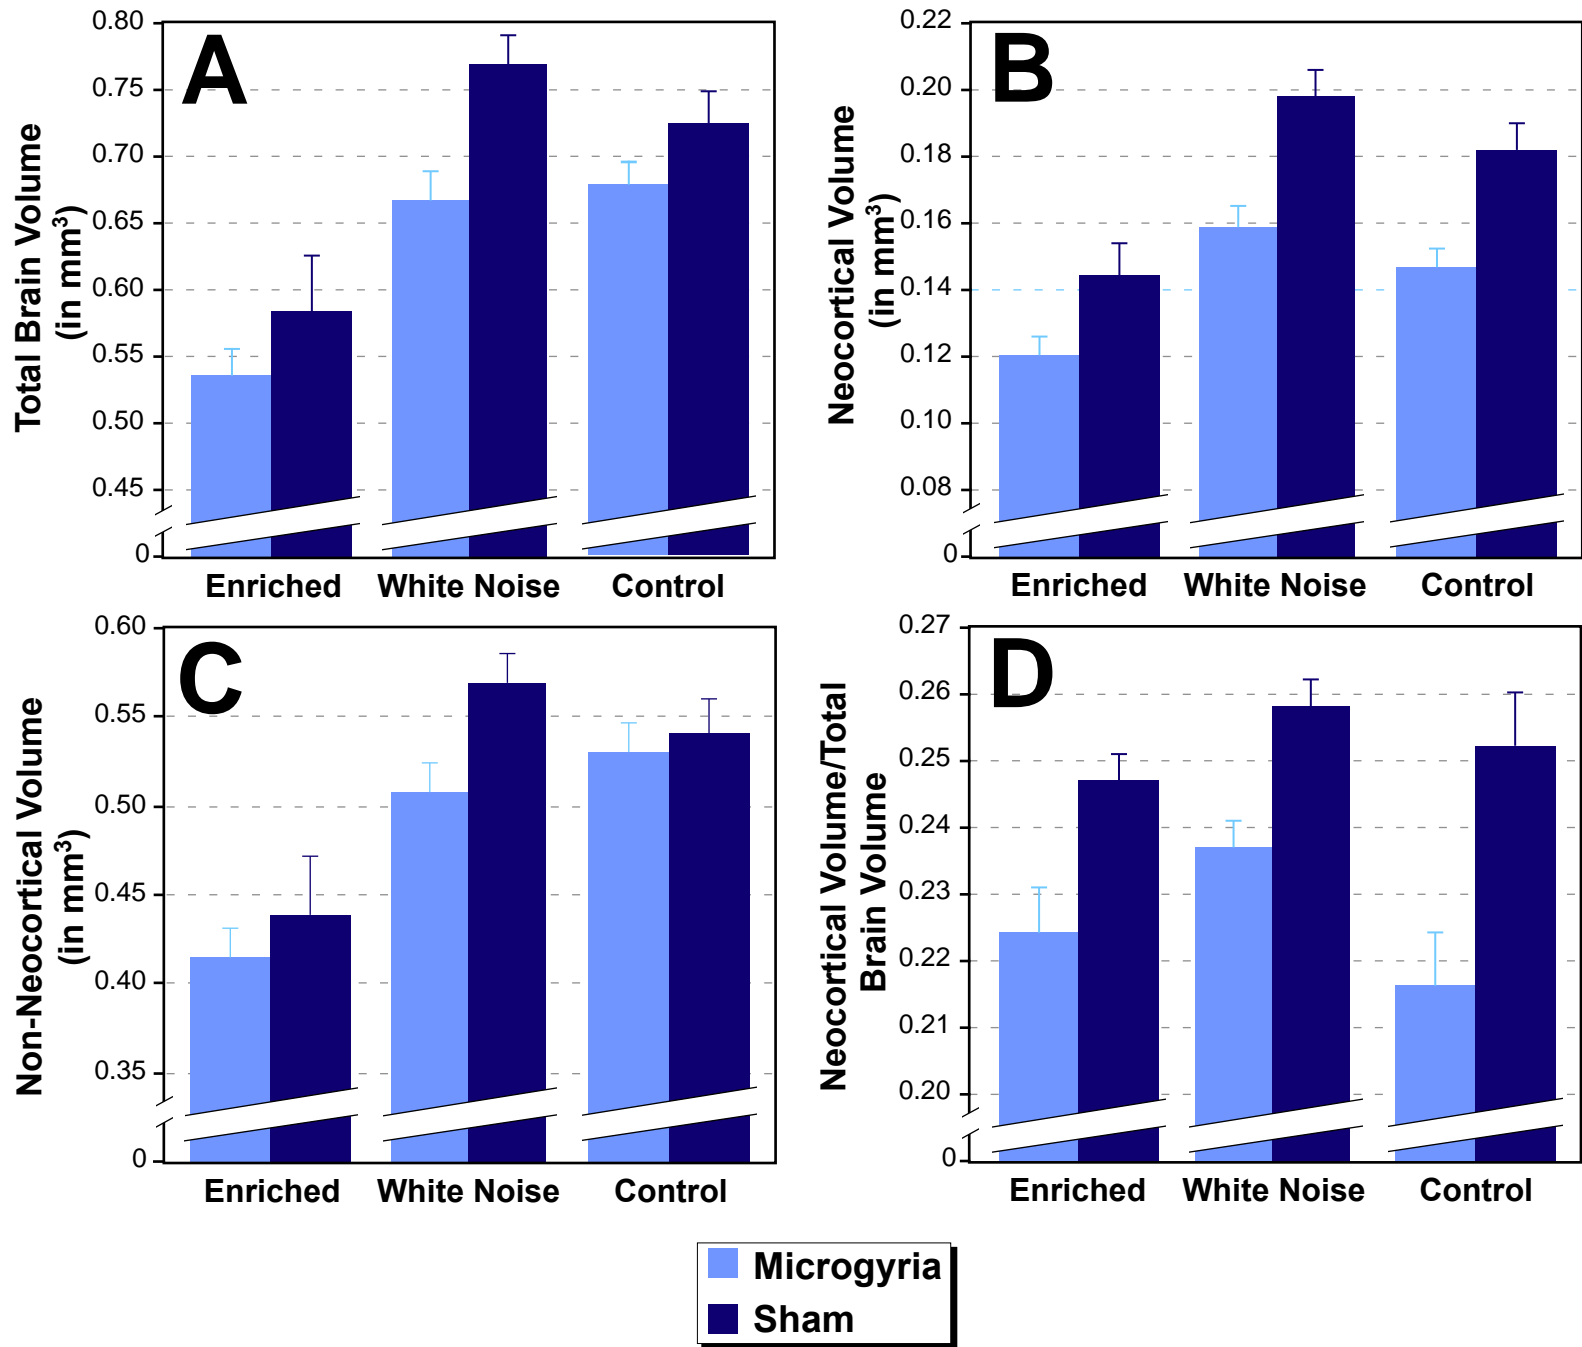 A
Total Brain Volume
(in mm³)
0.80
0.75
0.70
0.65
0.60
0.55
0.50
0.45
0
Enriched White Noise Control
B
Neocortical Volume
(in mm³)
0.22
0.20
0.18
0.16
0.14
0.12
0.10
0.08
0
Enriched White Noise Control
C
Non-Neocortical Volume
(in mm³)
0.60
0.55
0.50
0.45
0.40
0.35
0
Enriched White Noise Control
D
Neocortical Volume/Total
Brain Volume
0.27
0.26
0.25
0.24
0.23
0.22
0.21
0.20
0
Enriched White Noise Control
Microgyria
Sham